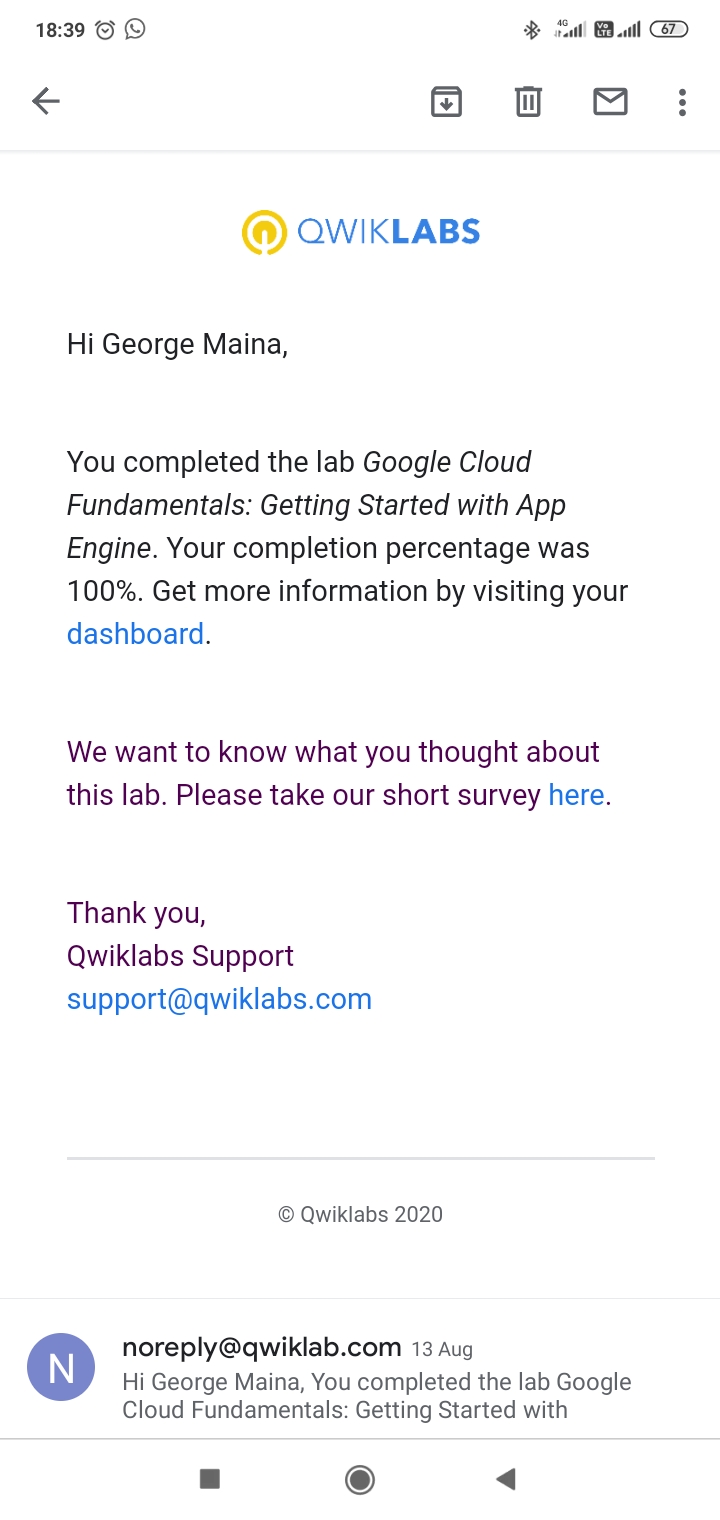 18:39
4G
Vo
LTE
67
QWIKLABS
Hi George Maina,
You completed the lab Google Cloud
Fundamentals: Getting Started with App
Engine. Your completion percentage was
100%. Get more information by visiting your
dashboard.
We want to know what you thought about
this lab. Please take our short survey here.
Thank you,
Qwiklabs Support
support@qwiklabs.com
© Qwiklabs 2020
N
noreply@qwiklab.com 13 Aug
Hi George Maina, You completed the lab Google
Cloud Fundamentals: Getting Started with